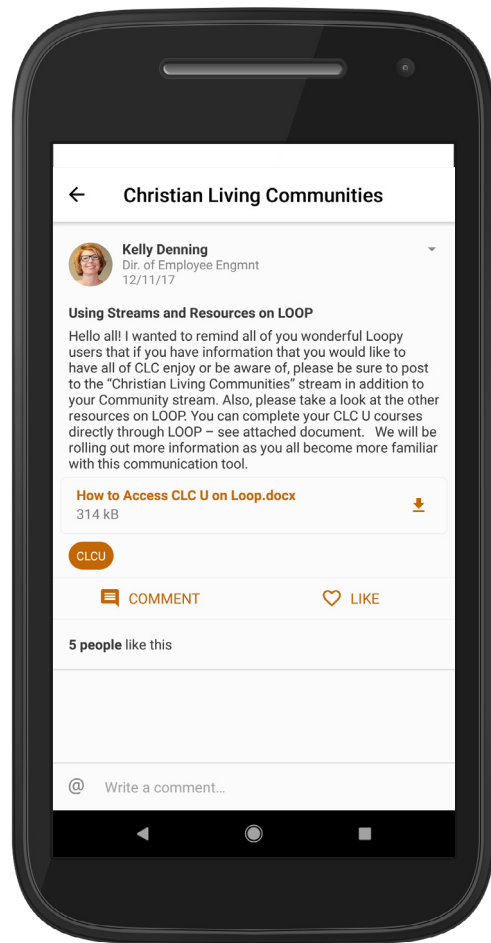 Christian Living Communities
Kelly Denning
Dir. of Employee Engmnt
12/11/17
Using Streams and Resources on LOOP
Hello all! I wanted to remind all of you wonderful Loopy
users that if you have information that you would like to
have all of CLC enjoy or be aware of, please be sure to post
to the “Christian Living Communities” stream in addition to
your Community stream. Also, please take a look at the other
resources on LOOP. You can complete your CLC U courses
directly through LOOP – see attached document.   We will be
rolling out more information as you all become more familiar
with this communication tool.
How to Access CLC U on Loop.docx
314 kB
CLCU
COMMENT LIKE
5 people like this
@ Write a comment...